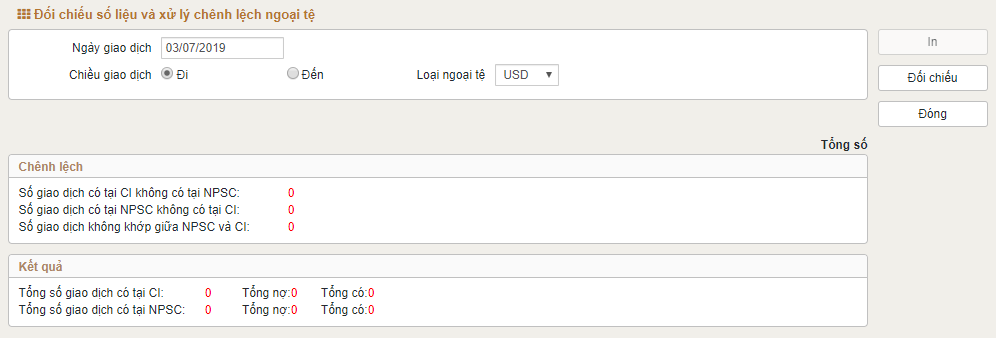 Đối chiếu số liệu và xử lý chênh lệch ngoại tệ
Ngày giao dịch 03/07/2019
Chiều giao dịch Đi Đến Loại ngoại tệ USD
In
Đối chiếu
Đóng
Tổng số
Chênh lệch
Số giao dịch có tại CI không có tại NPSC: 0
Số giao dịch có tại NPSC không có tại CI: 0
Số giao dịch không khớp giữa NPSC và CI: 0
Kết quả
Tổng số giao dịch có tại CI: 0 Tổng nợ:0 Tổng có:0
Tổng số giao dịch có tại NPSC: 0 Tổng nợ:0 Tổng có:0